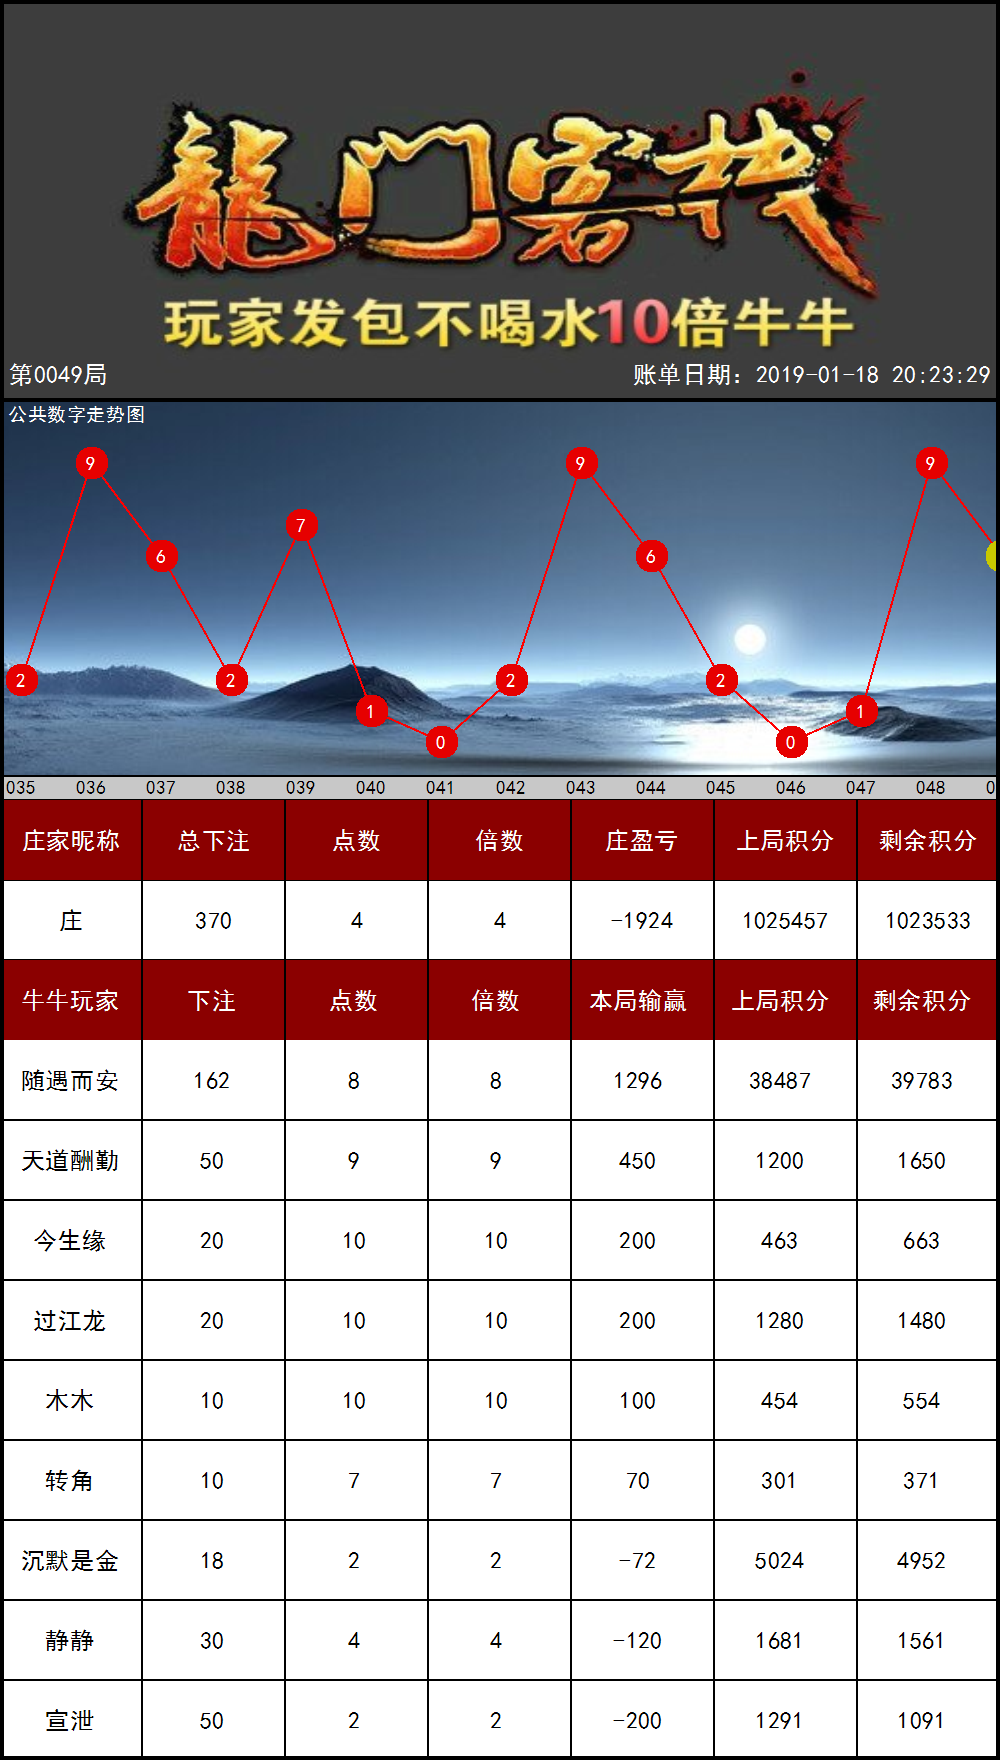 龍门客栈
玩家发包不喝水10倍牛牛
第0049局 账单日期：2019-01-18 20:23:29
公共数字走势图
9 9 9
7
6 6
2 2 2 2
1 1
0 0
035 036 037 038 039 040 041 042 043 044 045 046 047 048 0
庄家昵称 总下注 点数 倍数 庄盈亏 上局积分 剩余积分
庄 370 4 4 -1924 1025457 1023533
牛牛玩家 下注 点数 倍数 本局输赢 上局积分 剩余积分
随遇而安 162 8 8 1296 38487 39783
天道酬勤 50 9 9 450 1200 1650
今生缘 20 10 10 200 463 663
过江龙 20 10 10 200 1280 1480
木木 10 10 10 100 454 554
转角 10 7 7 70 301 371
沉默是金 18 2 2 -72 5024 4952
静静 30 4 4 -120 1681 1561
宣泄 50 2 2 -200 1291 1091